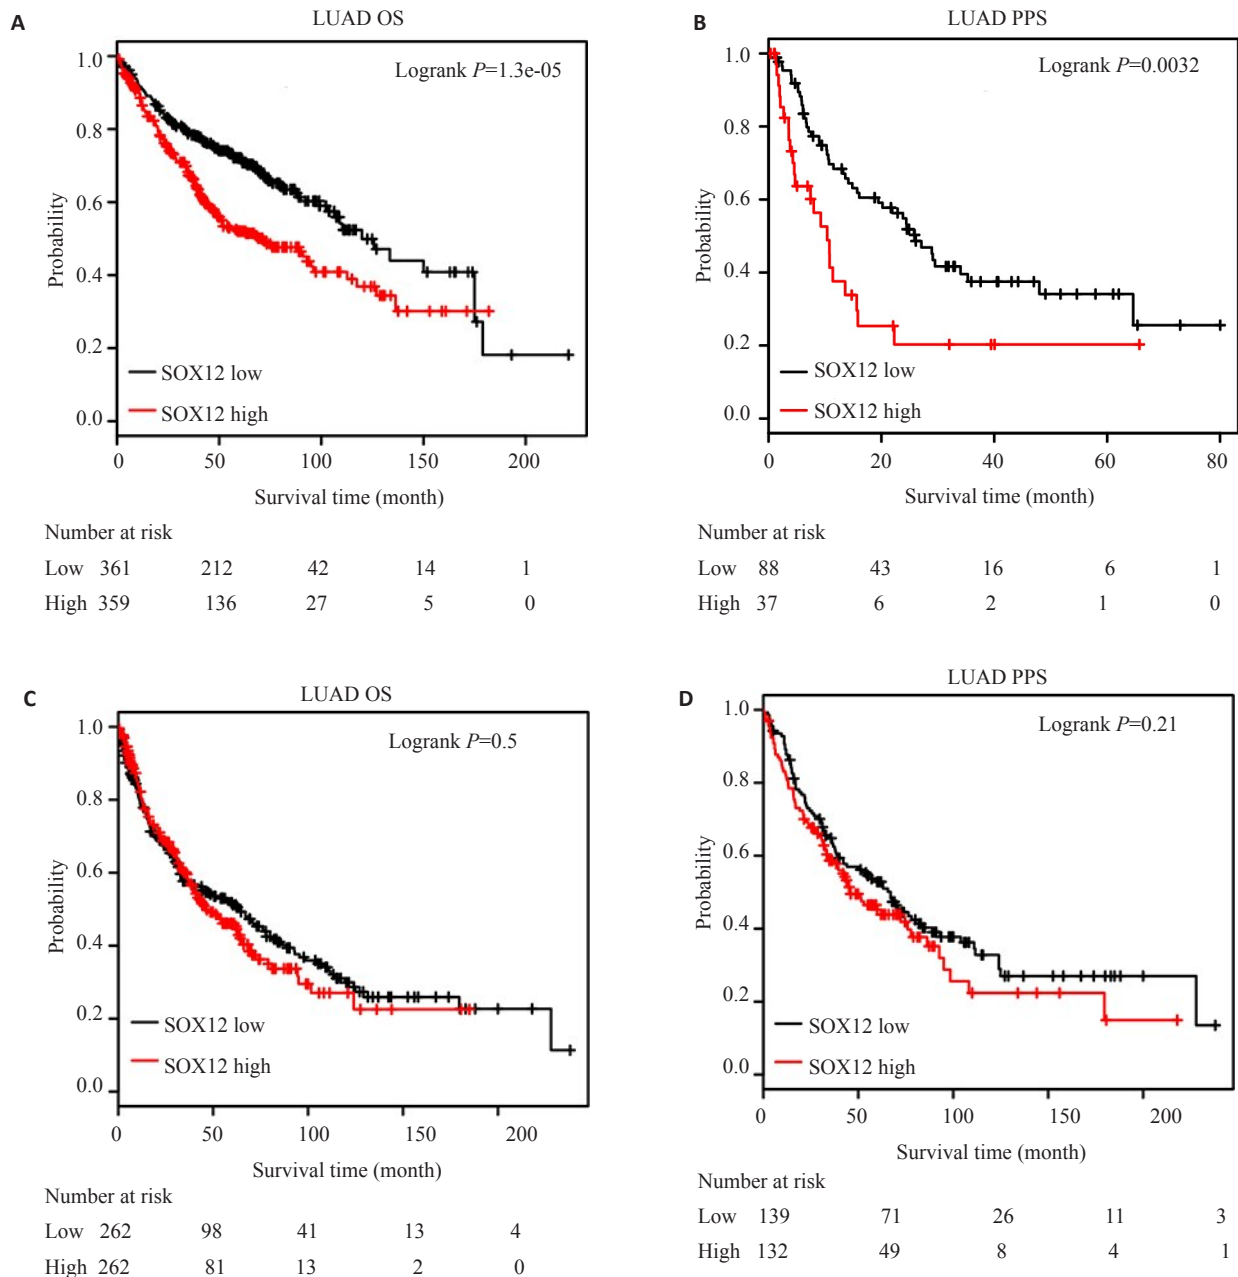 A
LUAD OS
Logrank P=1.3e-05
Probability
1.0
0.8
0.6
0.4
0.2
0.0
SOX12 low
SOX12 high
0 50 100 150 200
Survival time (month)
Number at risk
Low 361 212 42 14 1
High 359 136 27 5 0
B
LUAD PPS
Logrank P=0.0032
Probability
1.0
0.8
0.6
0.4
0.2
0.0
SOX12 low
SOX12 high
0 20 40 60 80
Survival time (month)
Number at risk
Low 88 43 16 6 1
High 37 6 2 1 0
C
LUAD OS
Logrank P=0.5
Probability
1.0
0.8
0.6
0.4
0.2
0.0
SOX12 low
SOX12 high
0 50 100 150 200
Survival time (month)
Number at risk
Low 262 98 41 13 4
High 262 81 13 2 0
D
LUAD PPS
Logrank P=0.21
Probability
1.0
0.8
0.6
0.4
0.2
0.0
SOX12 low
SOX12 high
0 50 100 150 200
Survival time (month)
Number at risk
Low 139 71 26 11 3
High 132 49 8 4 1